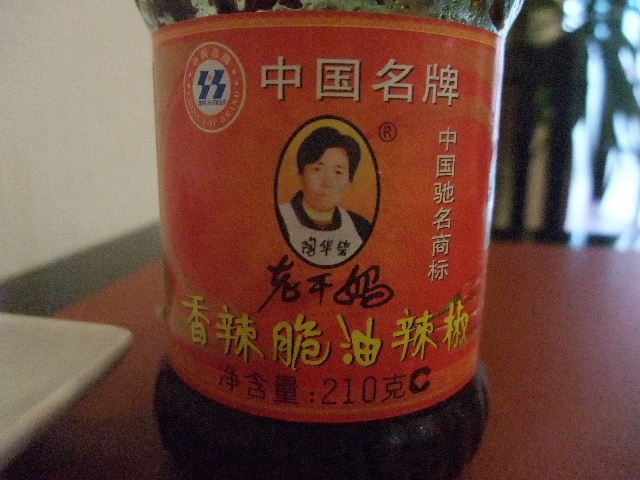 中国名牌
®
中国驰名商标
陶华碧
老干妈
香辣脆油辣椒
净含量:210克C